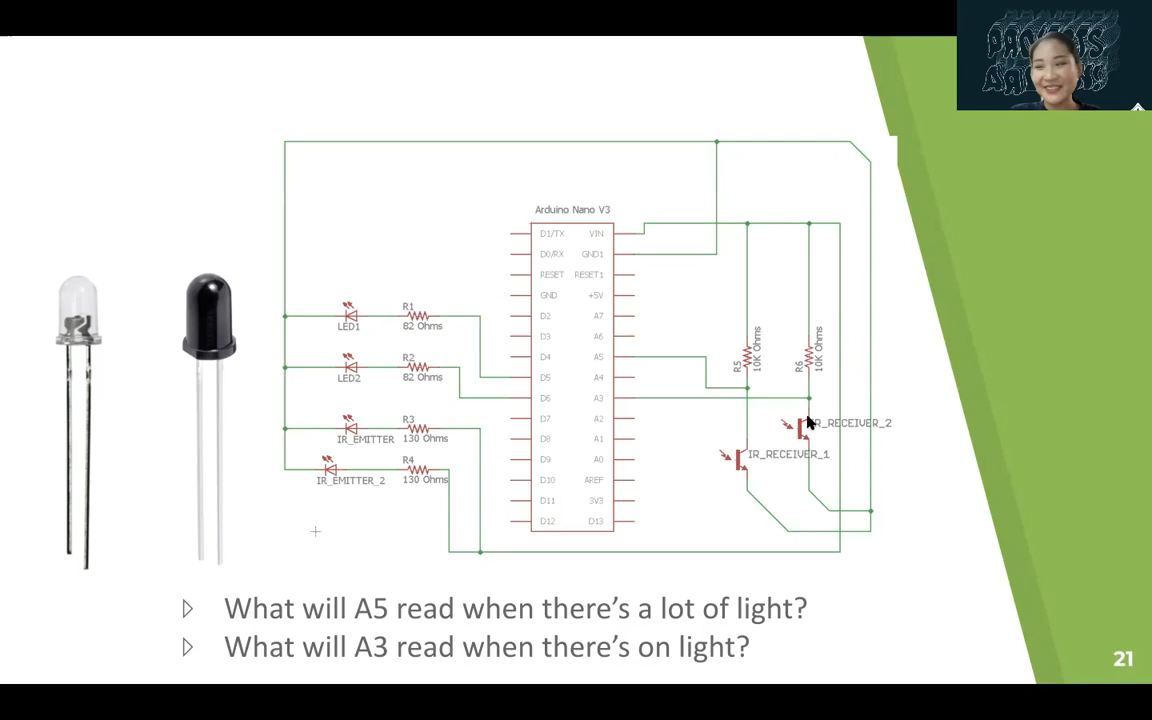 PROJECTS
Arduino Nano V3
D1/TX VIN
D0/RX GND1
RESET RESET1
GND +5V
D2 A7
D3 A6
D4 A5
D5 A4
D6 A3
D7 A2
D8 A1
D9 A0
D10 AREF
D11 3V3
D12 D13
LED1
R1
82 Ohms
LED2
R2
82 Ohms
IR_EMITTER
R3
130 Ohms
IR_EMITTER_2
R4
130 Ohms
R5
10K Ohms
R6
10K Ohms
IR_RECEIVER_2
IR_RECEIVER_1
What will A5 read when there’s a lot of light?
What will A3 read when there’s on light?
21